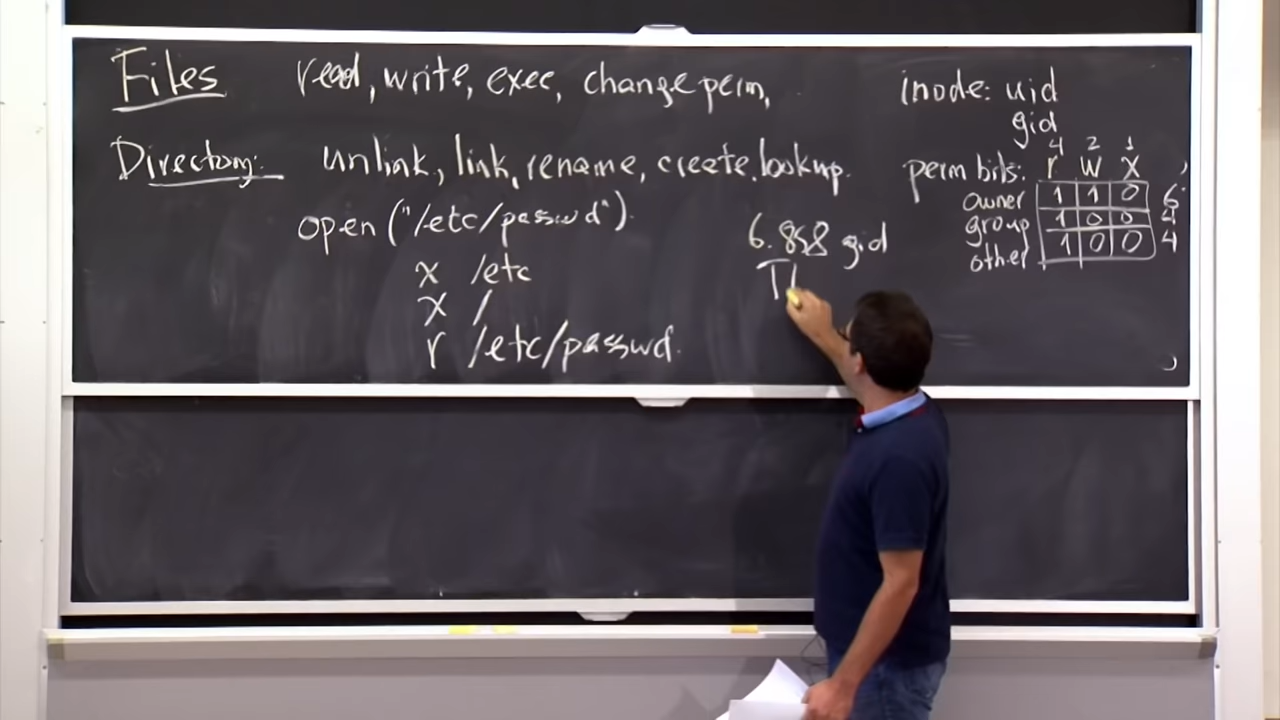 Files read, write, exec, change perm,
Directory: unlink, link, rename, create, lookup.
open("/etc/passwd").
x /etc
x /
r /etc/passwd.
6.858 gid
inode: uid
gid
4 2 1
perm bits: r w x
owner 1 1 0 6
group 1 0 0 4
other 1 0 0 4